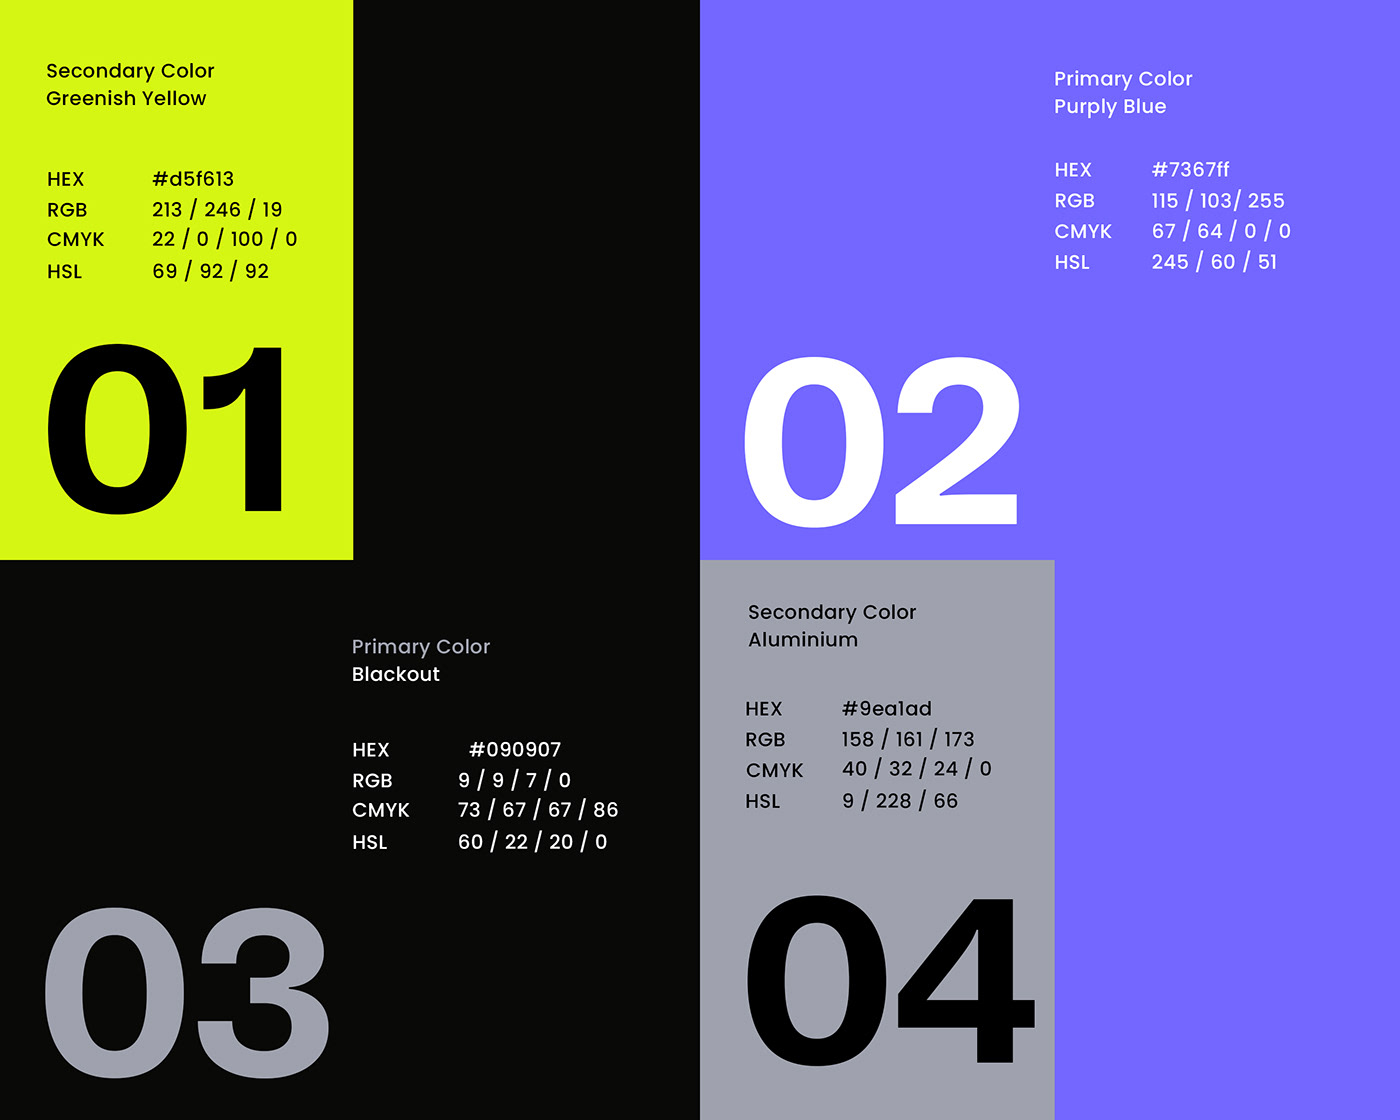 Secondary Color
Greenish Yellow
HEX #d5f613
RGB 213 / 246 / 19
CMYK 22 / 0 / 100 / 0
HSL 69 / 92 / 92
01
Primary Color
Purply Blue
HEX #7367ff
RGB 115 / 103/ 255
CMYK 67 / 64 / 0 / 0
HSL 245 / 60 / 51
02
Primary Color
Blackout
HEX #090907
RGB 9 / 9 / 7 / 0
CMYK 73 / 67 / 67 / 86
HSL 60 / 22 / 20 / 0
03
Secondary Color
Aluminium
HEX #9ea1ad
RGB 158 / 161 / 173
CMYK 40 / 32 / 24 / 0
HSL 9 / 228 / 66
04